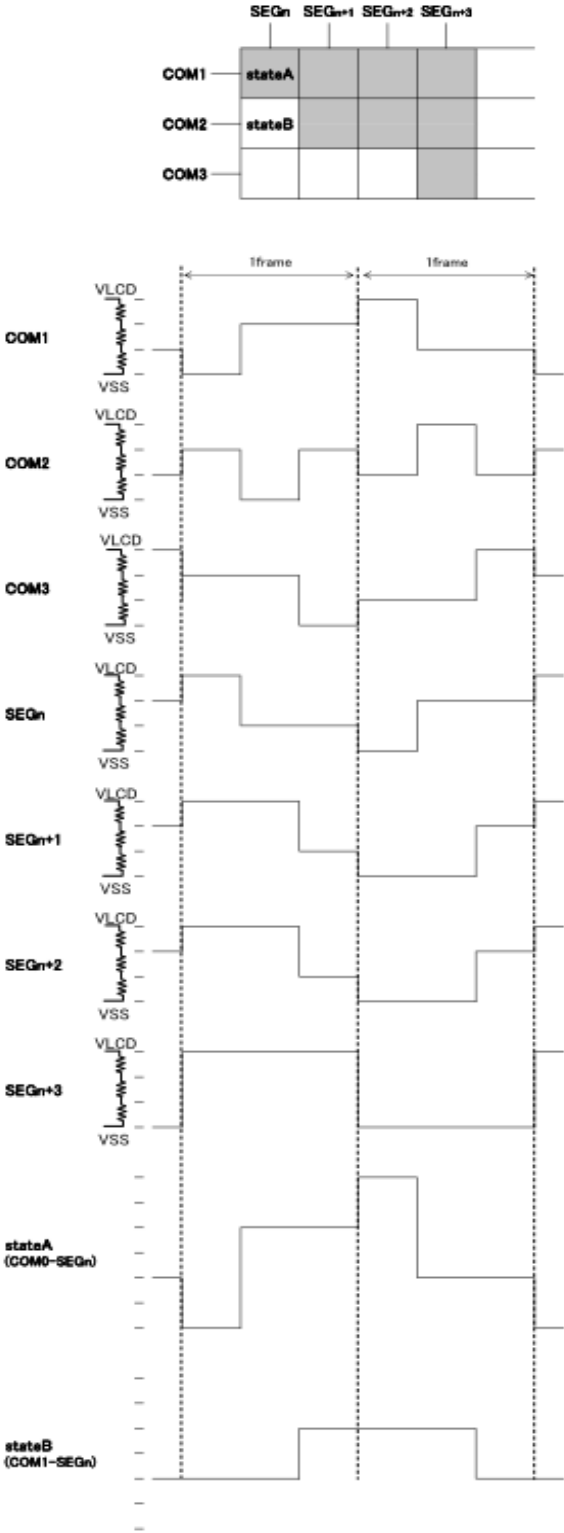 SEGn SEGn+1 SEGn+2 SEGn+3
COM1 stateA
COM2 stateB
COM3
1frame 1frame
VLCD
COM1
VSS
VLCD
COM2
VSS
VLCD
COM3
VSS
VLCD
SEGn
VSS
VLCD
SEGn+1
VSS
VLCD
SEGn+2
VSS
VLCD
SEGn+3
VSS
stateA
(COM0-SEGn)
stateB
(COM1-SEGn)